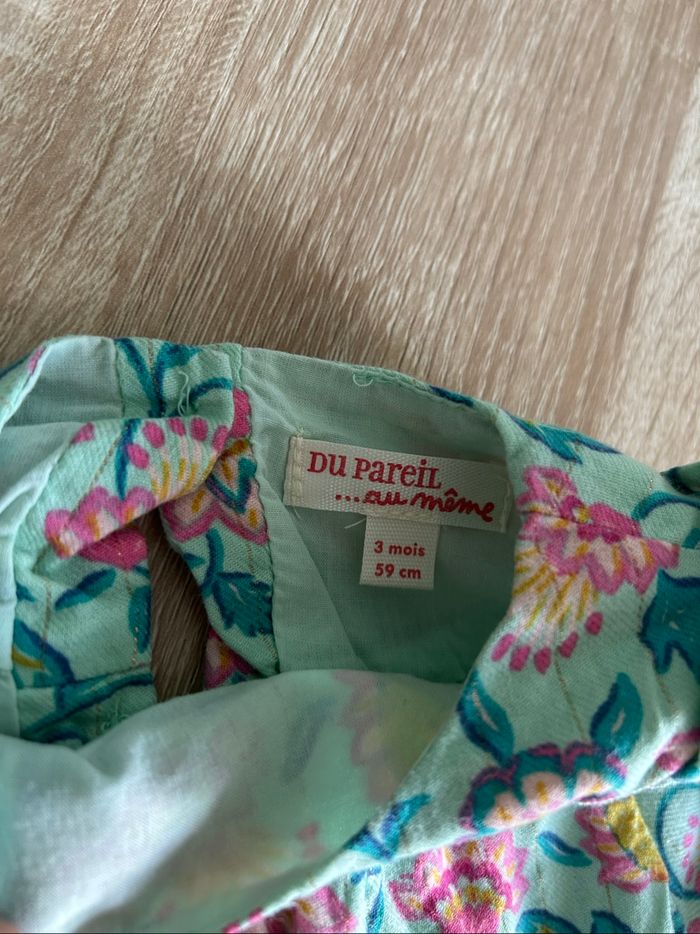 DU PAREIL
...au même
3 mois
59 cm